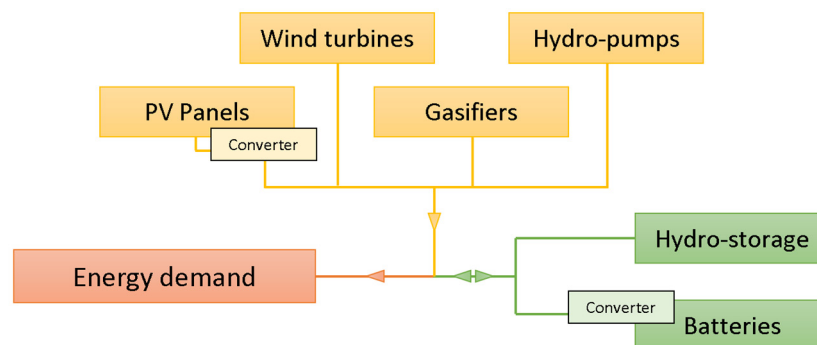 Wind turbines
Hydro-pumps
PV Panels
Gasifiers
Converter
Hydro-storage
Energy demand
Converter
Batteries